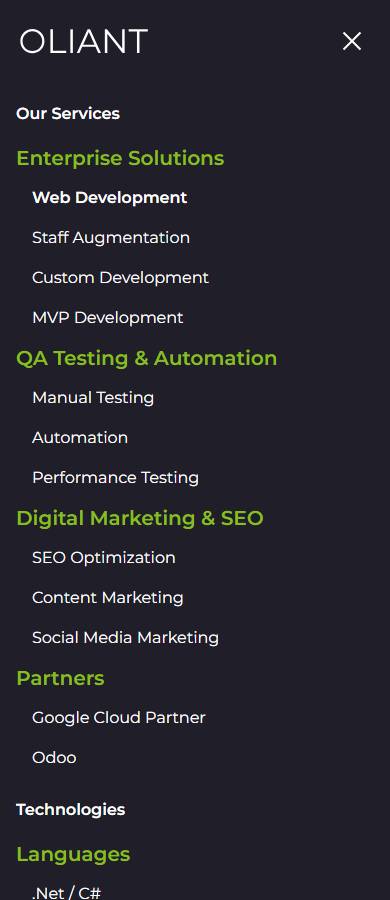 OLIANT
Our Services
Enterprise Solutions
Web Development
Staff Augmentation
Custom Development
MVP Development
QA Testing & Automation
Manual Testing
Automation
Performance Testing
Digital Marketing & SEO
SEO Optimization
Content Marketing
Social Media Marketing
Partners
Google Cloud Partner
Odoo
Technologies
Languages
.Net / C#